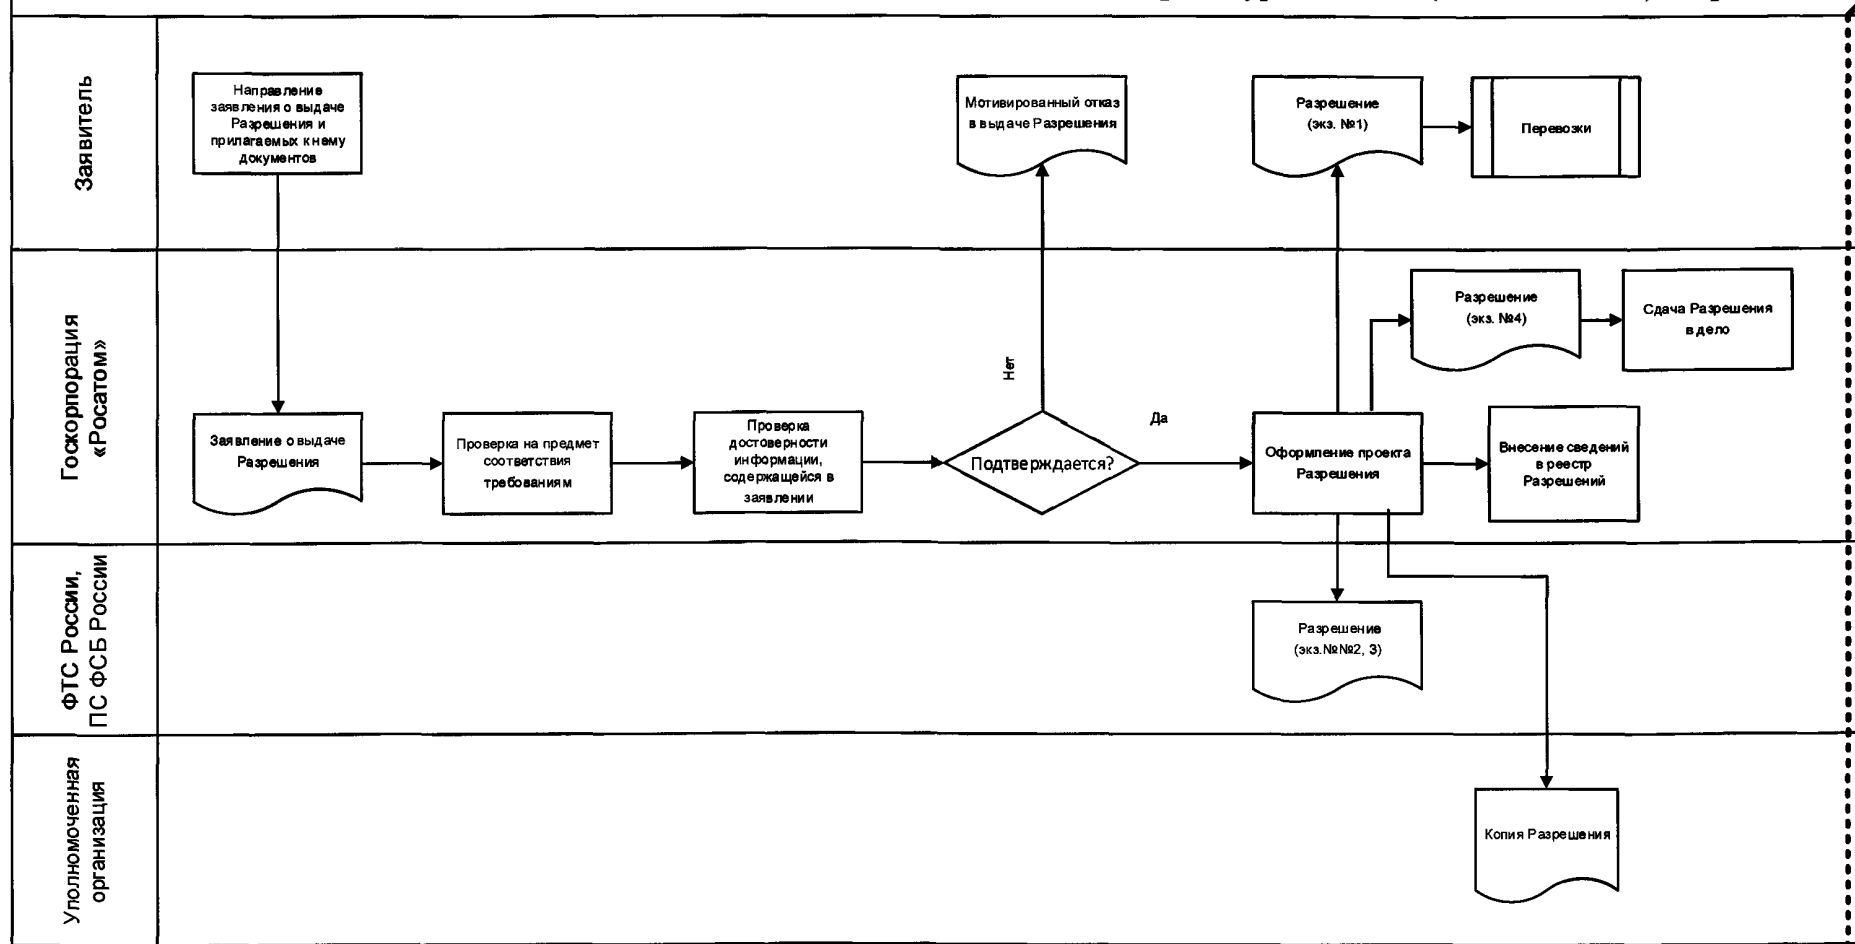 Заявитель
Направление
заявления о выдаче
Разрешения и
прилагаемых к нему
документов
Мотивированный отказ
в выдаче Разрешения
Разрешение
(экз. №1)
Перевозки
Госкорпорация
«Росатом»
Заявление о выдаче
Разрешения
Проверка на предмет
соответствия
требованиям
Проверка
достоверности
информации,
содержащейся в
заявлении
Подтверждается?
Нет
Да
Оформление проекта
Разрешения
Разрешение
(экз. №4)
Сдача Разрешения
в дело
Внесение сведений
в реестр
Разрешений
ФТС России,
ПС ФСБ России
Разрешение
(экз.№№2, 3)
Уполномоченная
организация
Копия Разрешения